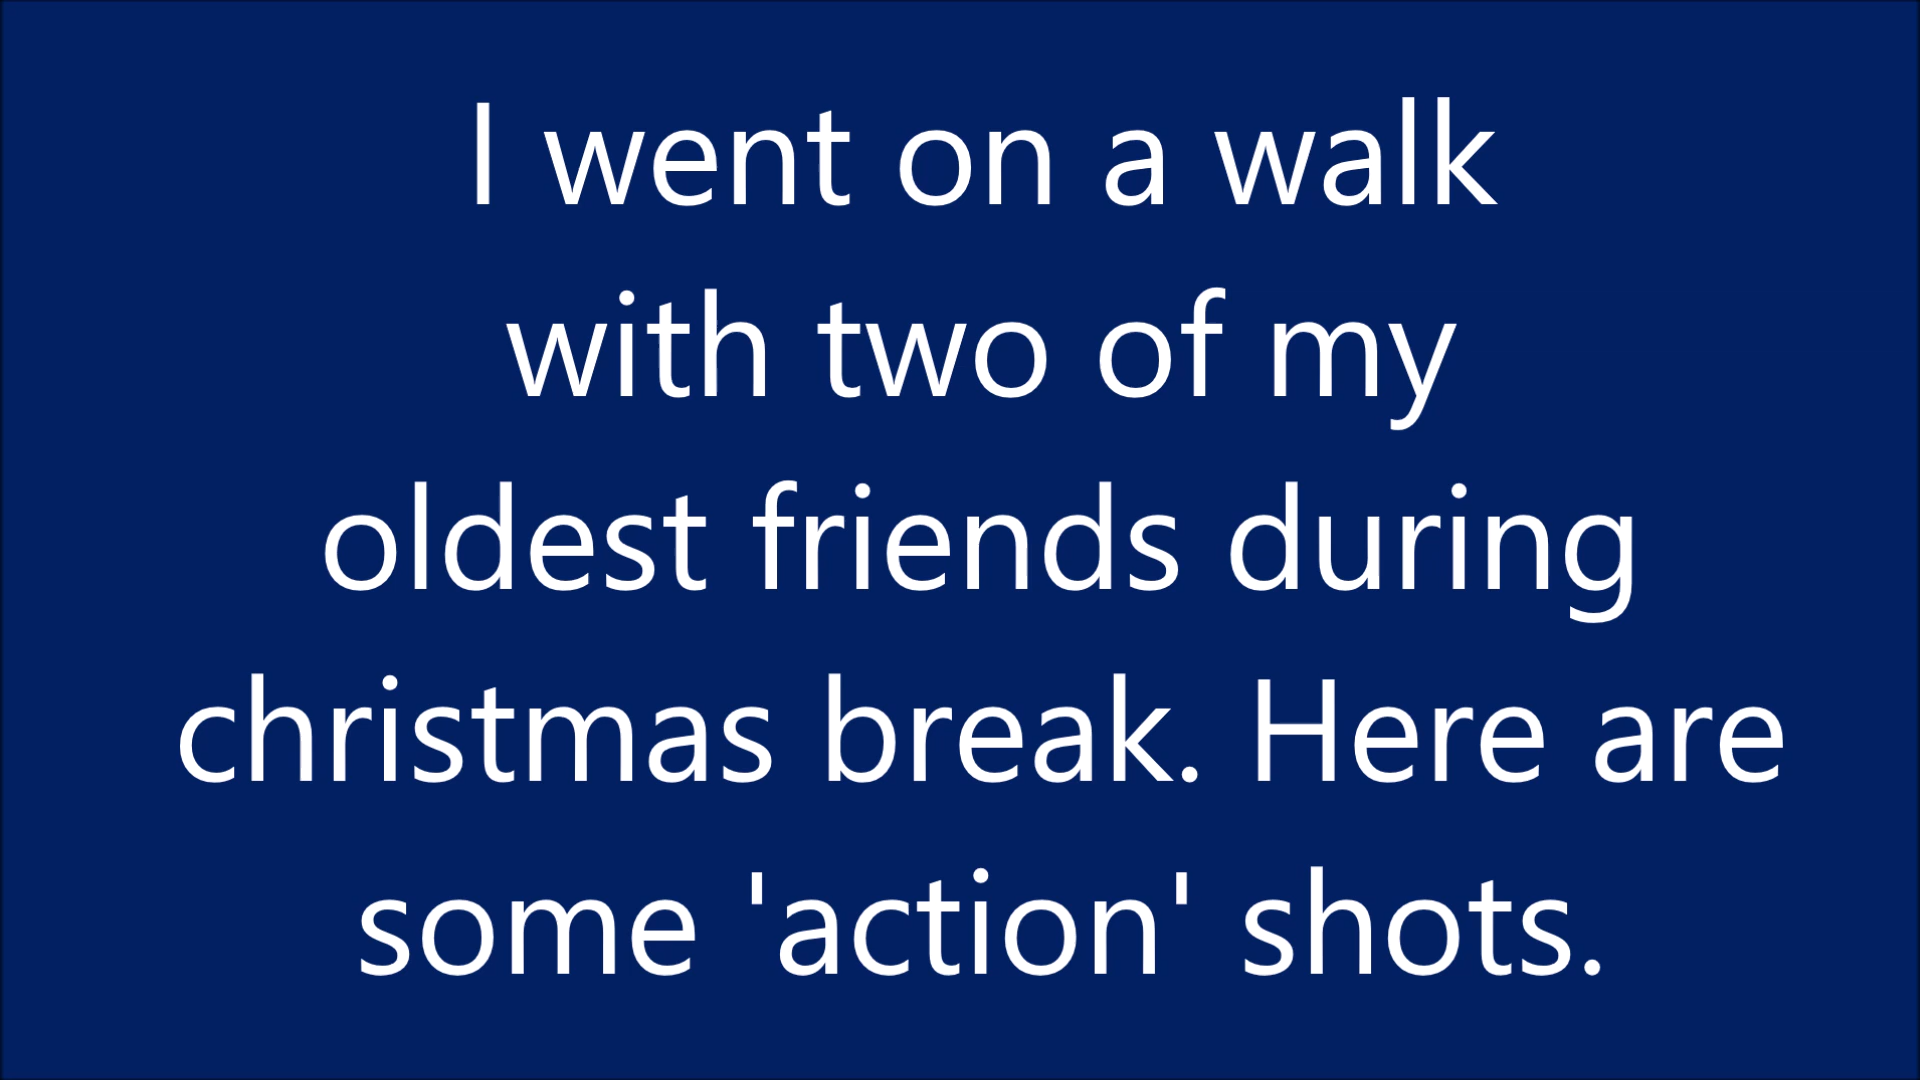 I went on a walk
with two of my
oldest friends during
christmas break. Here are
some 'action' shots.